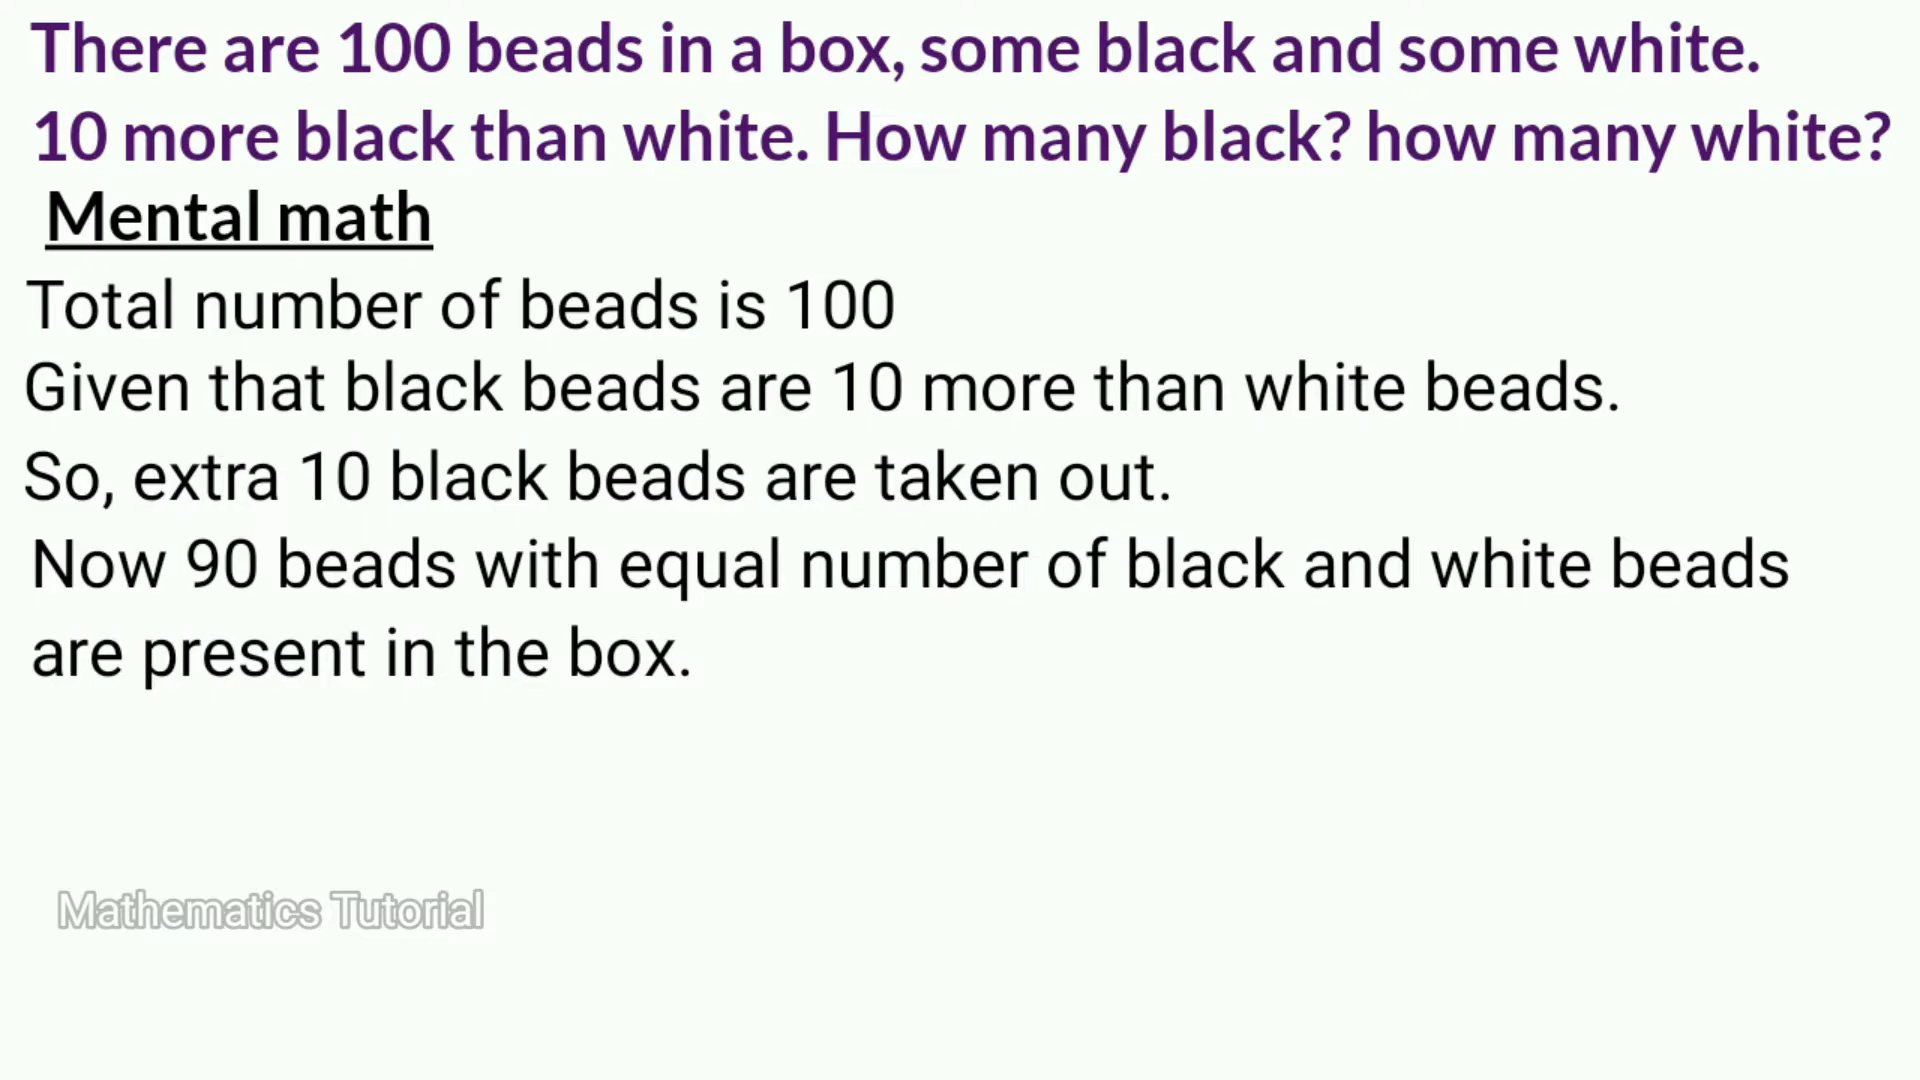 There are 100 beads in a box, some black and some white.
10 more black than white. How many black? how many white?
Mental math
Total number of beads is 100
Given that black beads are 10 more than white beads.
So, extra 10 black beads are taken out.
Now 90 beads with equal number of black and white beads
are present in the box.
Mathematics Tutorial